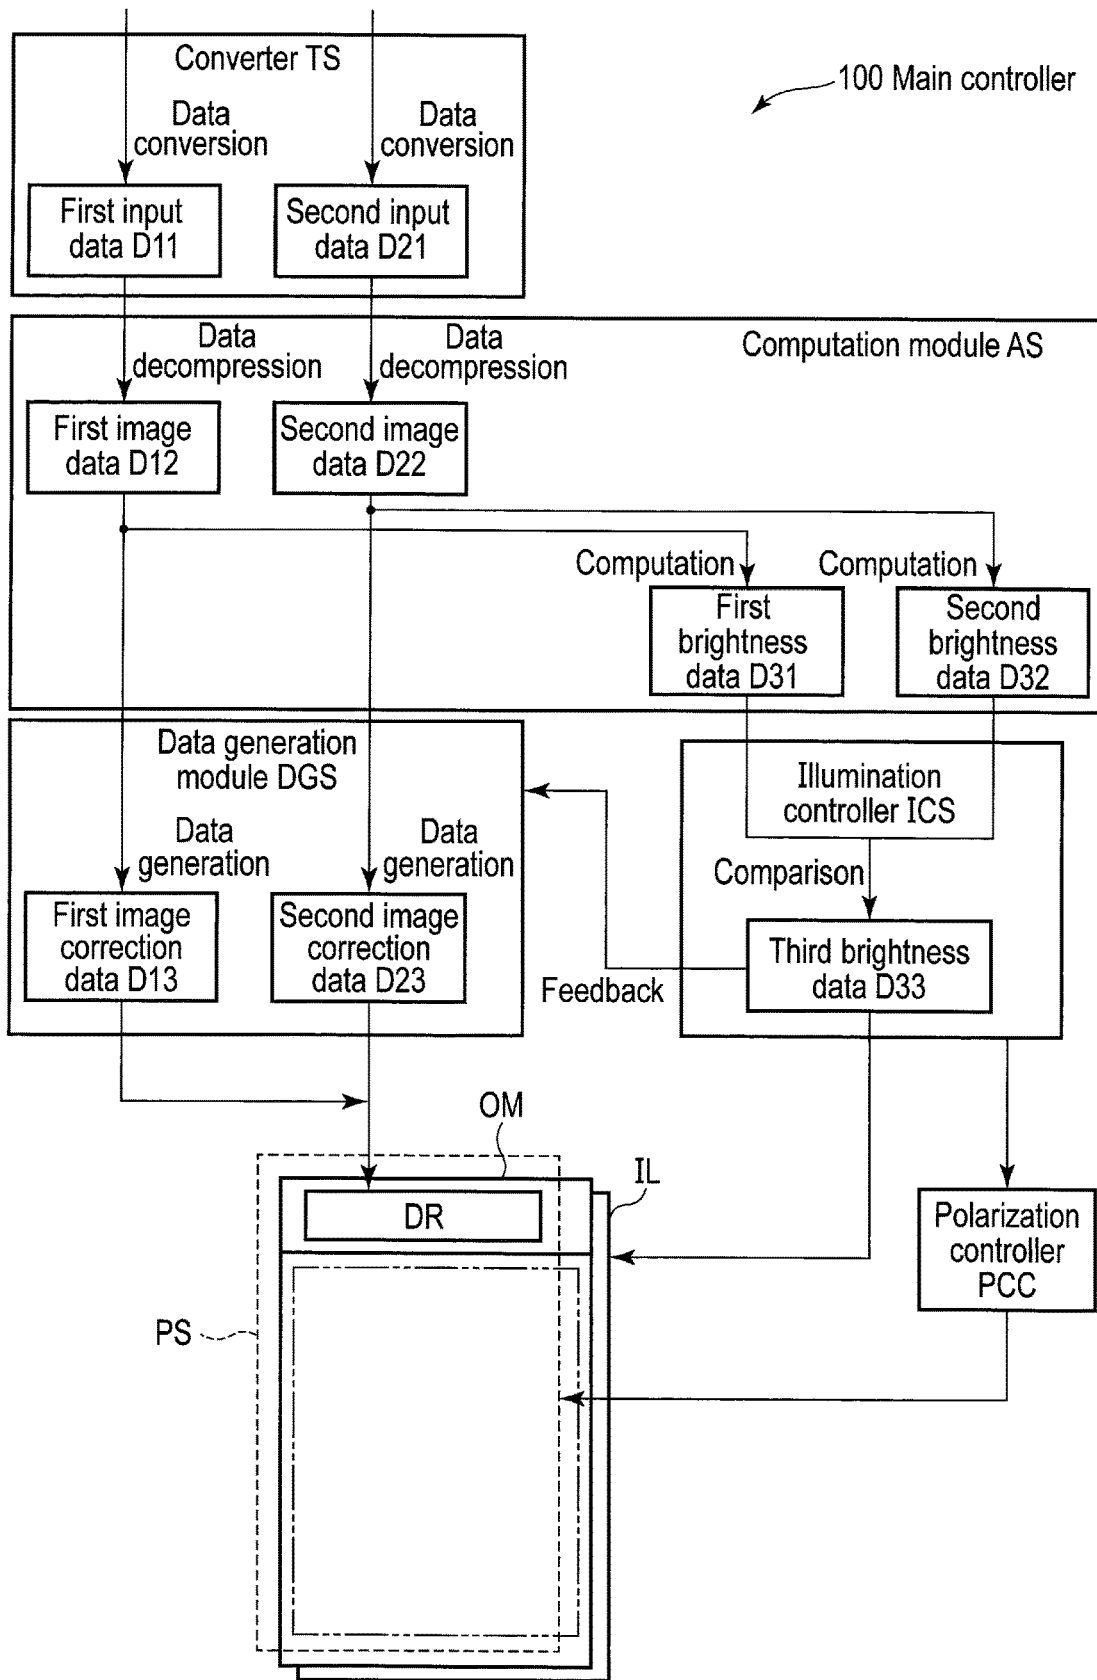 Converter TS
100 Main controller
Data
conversion
Data
conversion
First input
data D11
Second input
data D21
Data
decompression
Data
decompression
Computation module AS
First image
data D12
Second image
data D22
Computation
Computation
First
brightness
data D31
Second
brightness
data D32
Data generation
module DGS
Illumination
controller ICS
Data
generation
Data
generation
Comparison
First image
correction
data D13
Second image
correction
data D23
Feedback
Third brightness
data D33
OM
IL
DR
Polarization
controller
PCC
PS